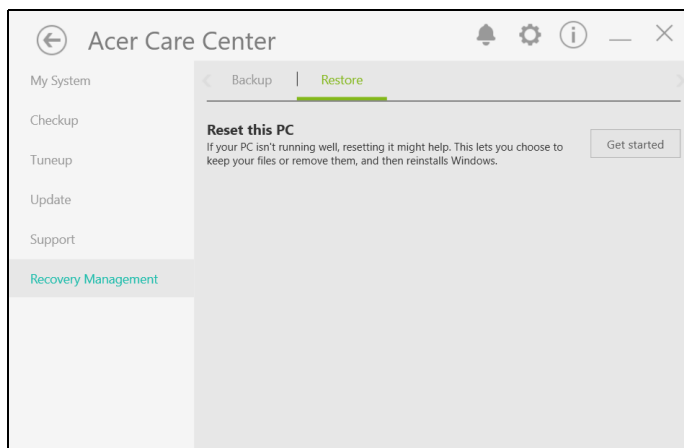 Acer Care Center
My System
Checkup
Tuneup
Update
Support
Recovery Management
Backup
Restore
Reset this PC
If your PC isn't running well, resetting it might help. This lets you choose to
keep your files or remove them, and then reinstalls Windows.
Get started